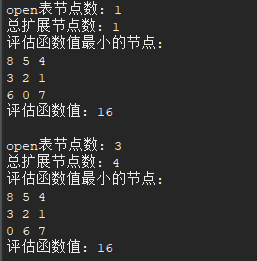 open表节点数：1
总扩展节点数：1
评估函数值最小的节点：
8 5 4
3 2 1
6 0 7
评估函数值：16
open表节点数：3
总扩展节点数：4
评估函数值最小的节点：
8 5 4
3 2 1
0 6 7
评估函数值：16